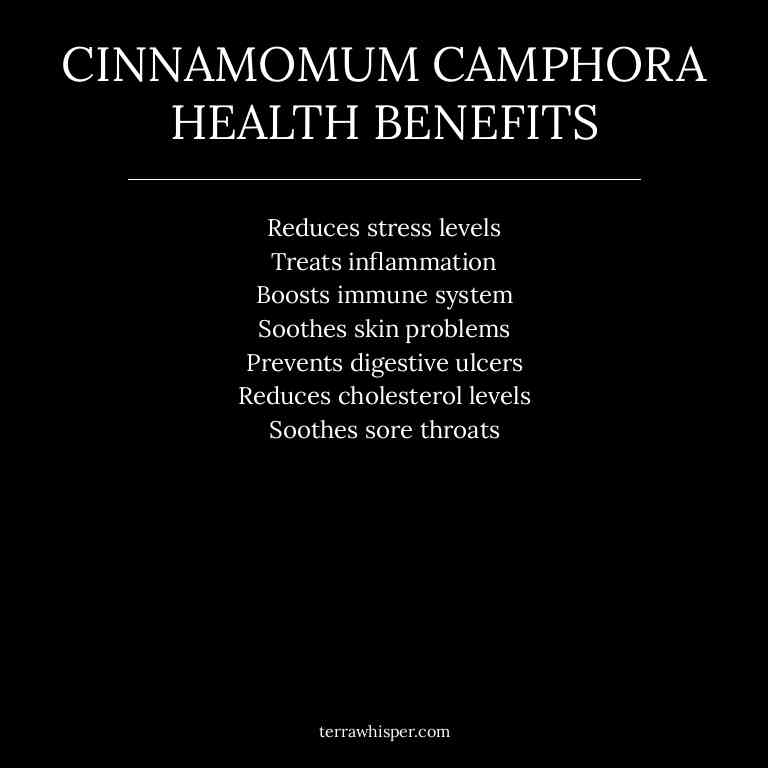 CINNAMOMUM CAMPHORA
HEALTH BENEFITS
Reduces stress levels
Treats inflammation
Boosts immune system
Soothes skin problems
Prevents digestive ulcers
Reduces cholesterol levels
Soothes sore throats
terrawhisper.com